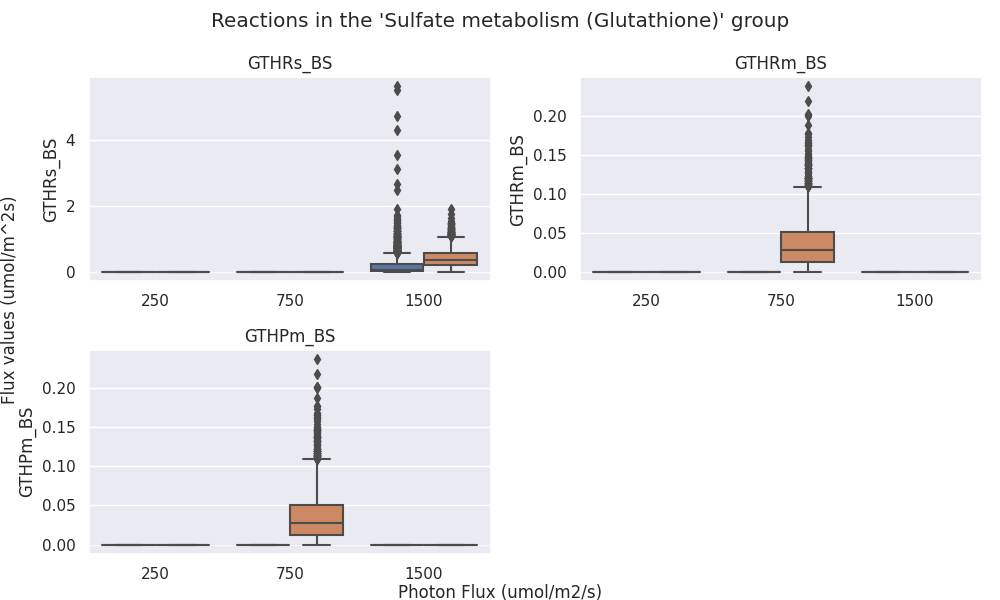 Reactions in the 'Sulfate metabolism (Glutathione)' group
GTHRs_BS
GTHRs_BS
4
2
0
250 750 1500
GTHRm_BS
GTHRm_BS
0.20
0.15
0.10
0.05
0.00
250 750 1500
Flux values (umol/m^2s)
GTHPm_BS
GTHPm_BS
0.20
0.15
0.10
0.05
0.00
250 750 1500
Photon Flux (umol/m2/s)